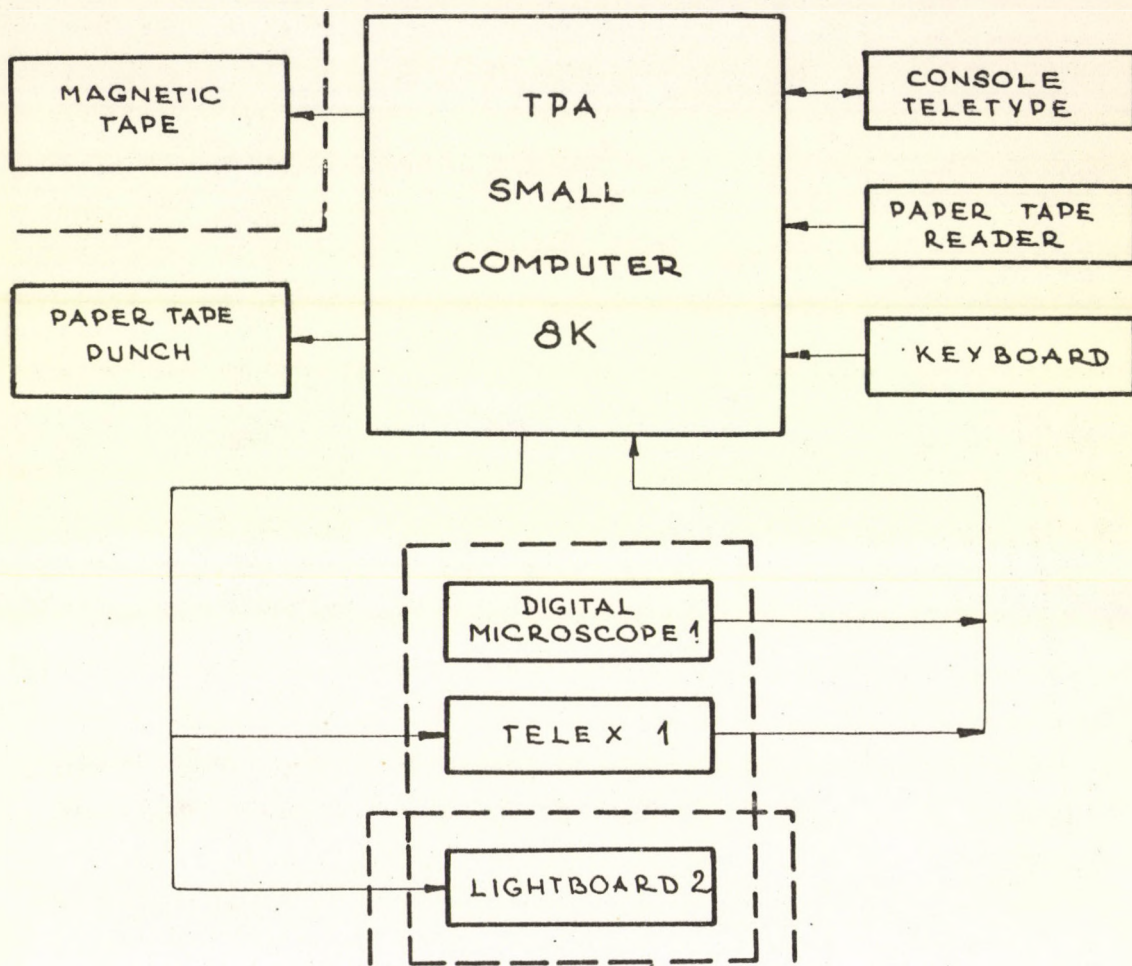 MAGNETIC
TAPE
TPA
SMALL
COMPUTER
8K
CONSOLE
TELETYPE
PAPER TAPE
READER
PAPER TAPE
PUNCH
KEYBOARD
DIGITAL
MICROSCOPE 1
TELEX 1
LIGHTBOARD 2